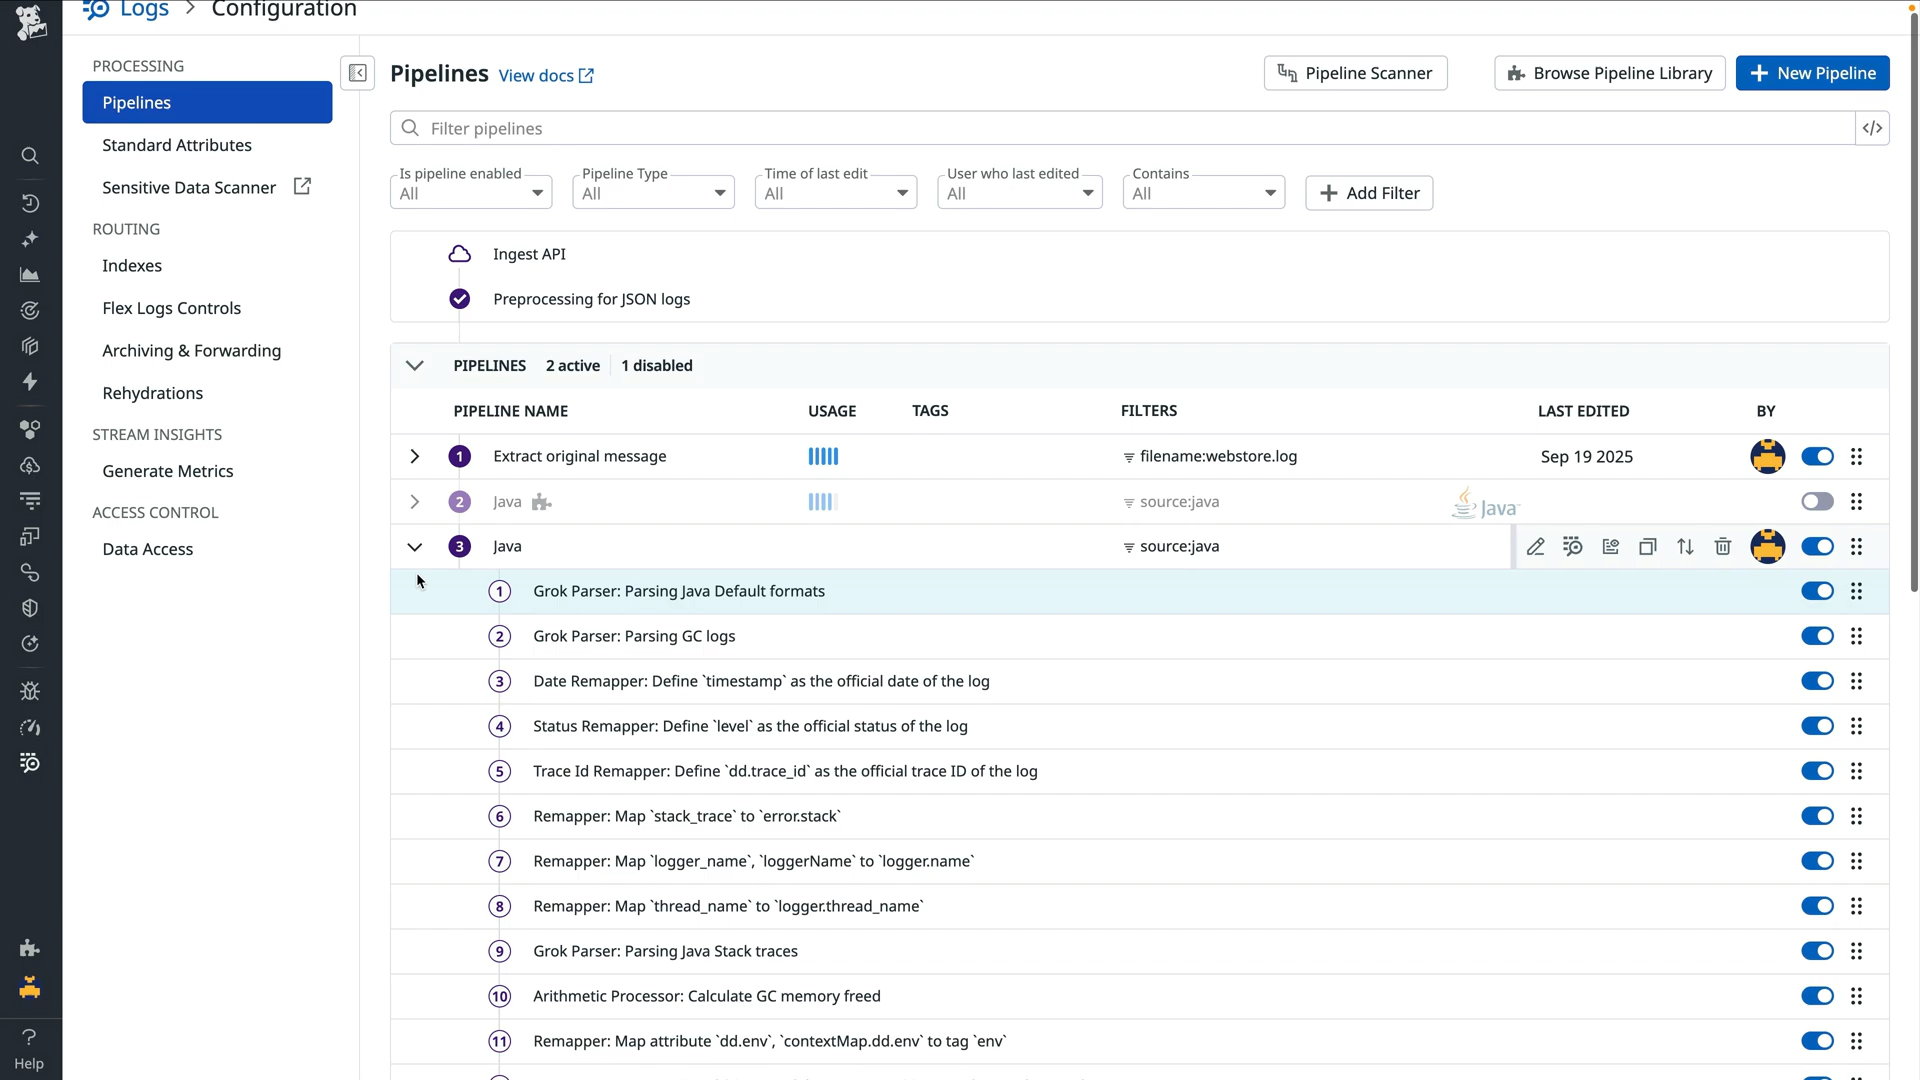 Logs > Configuration
PROCESSING
Pipelines
Standard Attributes
Sensitive Data Scanner
ROUTING
Indexes
Flex Logs Controls
Archiving & Forwarding
Rehydrations
STREAM INSIGHTS
Generate Metrics
ACCESS CONTROL
Data Access
Help
Pipelines View docs
Pipeline Scanner
Browse Pipeline Library
+ New Pipeline
Filter pipelines
</>
Is pipeline enabled
All
Pipeline Type
All
Time of last edit
All
User who last edited
All
Contains
All
+ Add Filter
Ingest API
Preprocessing for JSON logs
PIPELINES 2 active 1 disabled
PIPELINE NAME USAGE TAGS FILTERS LAST EDITED BY
1 Extract original message filename:webstore.log Sep 19 2025
2 Java source:java Java
3 Java source:java
1 Grok Parser: Parsing Java Default formats
2 Grok Parser: Parsing GC logs
3 Date Remapper: Define `timestamp` as the official date of the log
4 Status Remapper: Define `level` as the official status of the log
5 Trace Id Remapper: Define `dd.trace_id` as the official trace ID of the log
6 Remapper: Map `stack_trace` to `error.stack`
7 Remapper: Map `logger_name`, `loggerName` to `logger.name`
8 Remapper: Map `thread_name` to `logger.thread_name`
9 Grok Parser: Parsing Java Stack traces
10 Arithmetic Processor: Calculate GC memory freed
11 Remapper: Map attribute `dd.env`, `contextMap.dd.env` to tag `env`